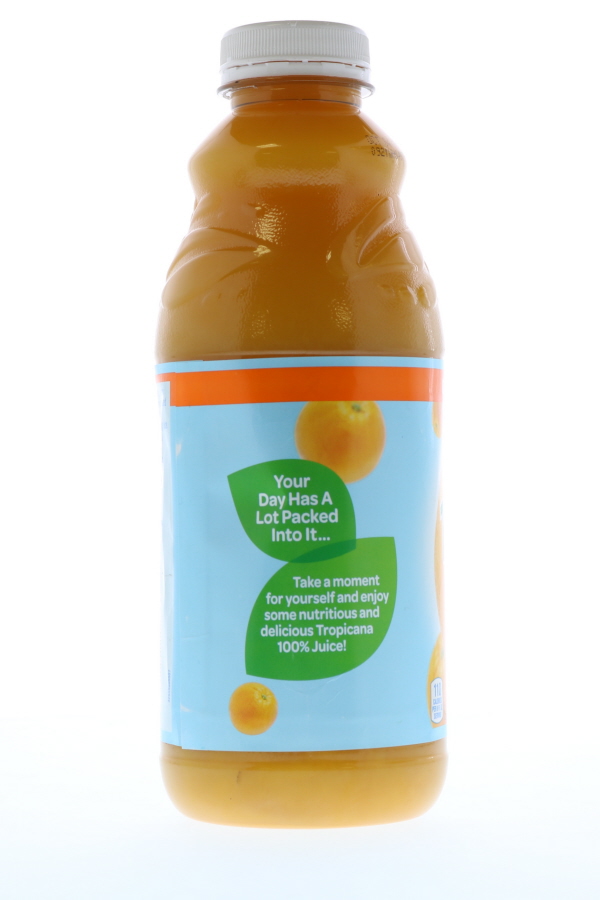 Your
Day Has A
Lot Packed
Into It...
Take a moment
for yourself and enjoy
some nutritious and
delicious Tropicana
100% Juice!